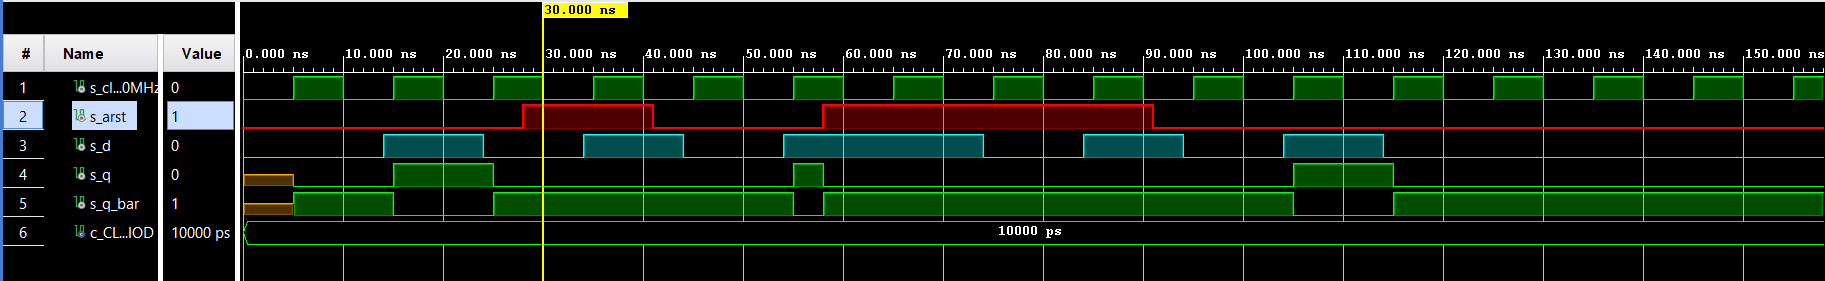 30.000 ns
# Name Value 0.000 ns 10.000 ns 20.000 ns 30.000 ns 40.000 ns 50.000 ns 60.000 ns 70.000 ns 80.000 ns 90.000 ns 100.000 ns 110.000 ns 120.000 ns 130.000 ns 140.000 ns 150.000 ns
1 s_cl...0MHz 0
2 s_arst 1
3 s_d 0
4 s_q 0
5 s_q_bar 1
6 c_CL...IOD 10000 ps 10000 ps